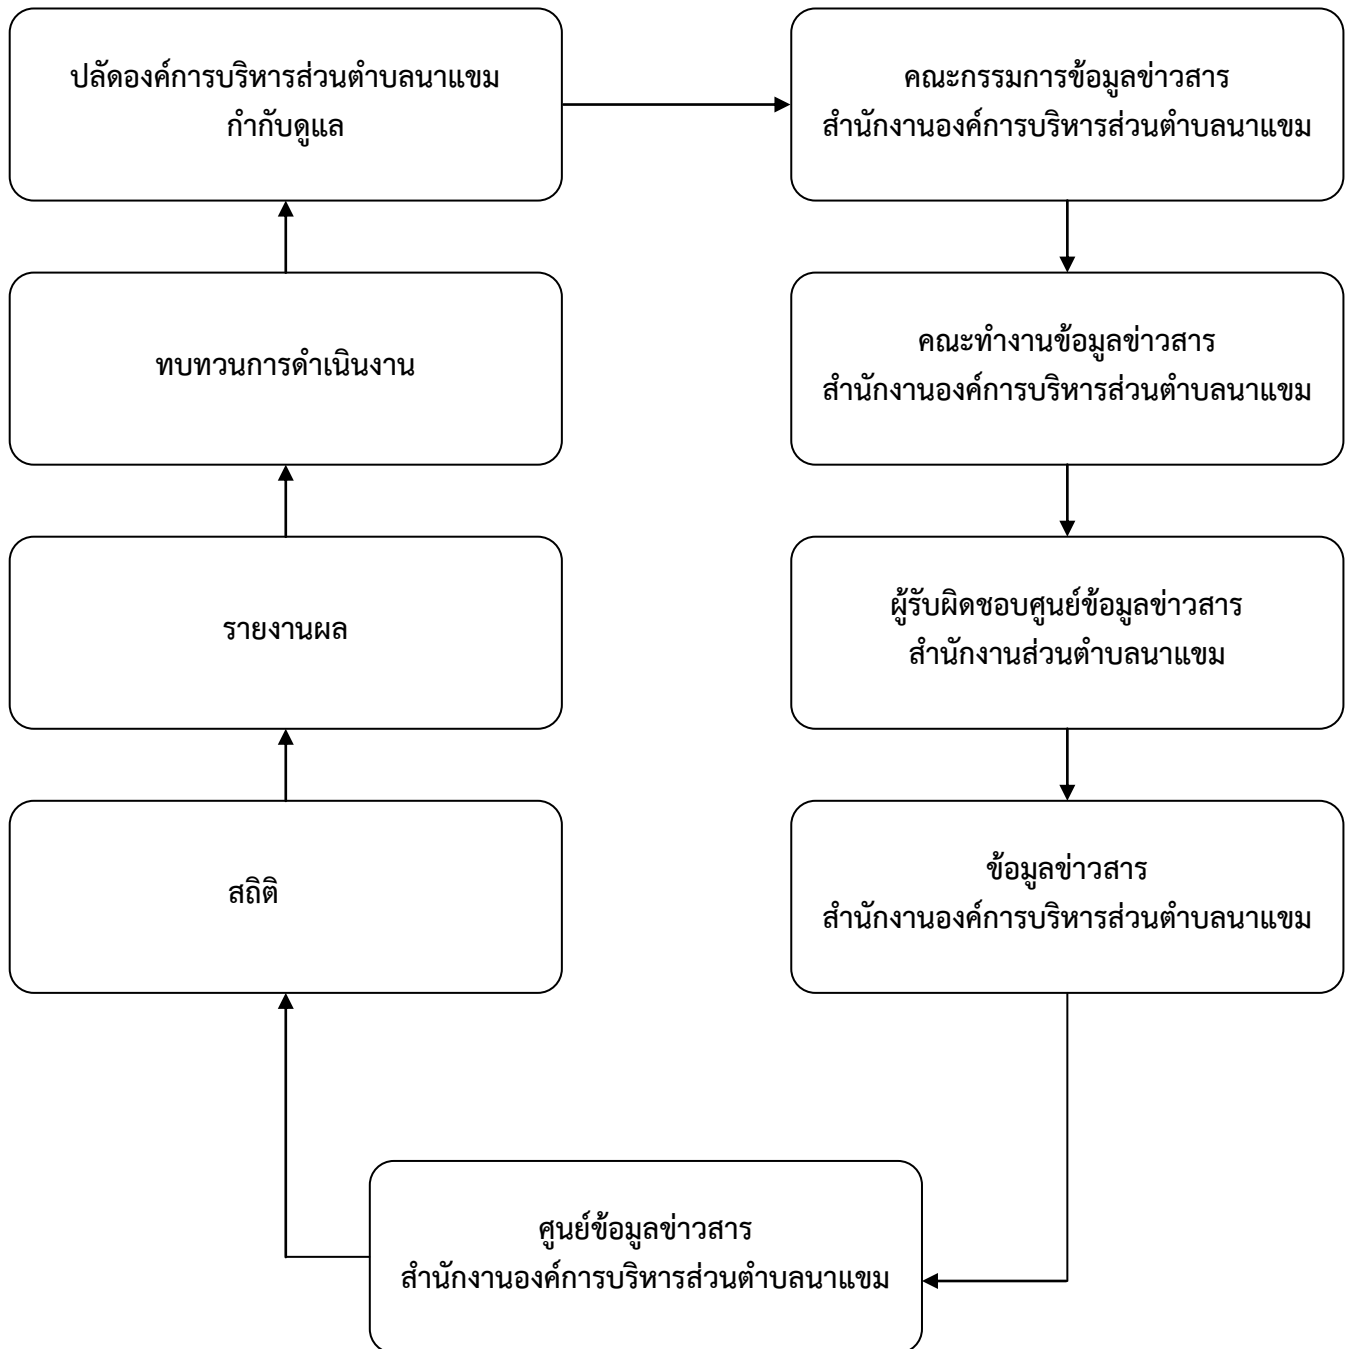 ปลัดองค์การบริหารส่วนตำบลนาแขม
กำกับดูแล
คณะกรรมการข้อมูลข่าวสาร
สำนักงานองค์การบริหารส่วนตำบลนาแขม
ทบทวนการดำเนินงาน
คณะทำงานข้อมูลข่าวสาร
สำนักงานองค์การบริหารส่วนตำบลนาแขม
รายงานผล
ผู้รับผิดชอบศูนย์ข้อมูลข่าวสาร
สำนักงานส่วนตำบลนาแขม
สถิติ
ข้อมูลข่าวสาร
สำนักงานองค์การบริหารส่วนตำบลนาแขม
ศูนย์ข้อมูลข่าวสาร
สำนักงานองค์การบริหารส่วนตำบลนาแขม